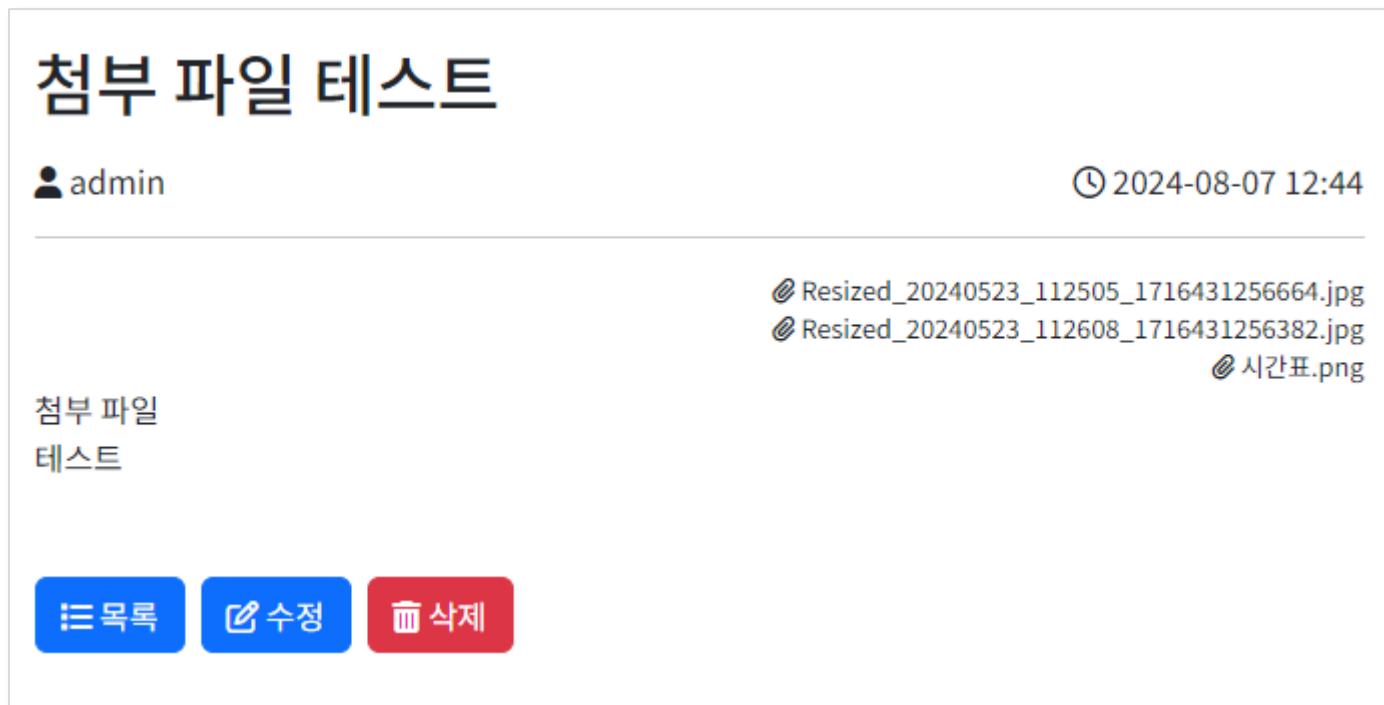 첨부 파일 테스트
admin 2024-08-07 12:44
Resized_20240523_112505_1716431256664.jpg
Resized_20240523_112608_1716431256382.jpg
시간표.png
첨부 파일
테스트
목록 수정 삭제